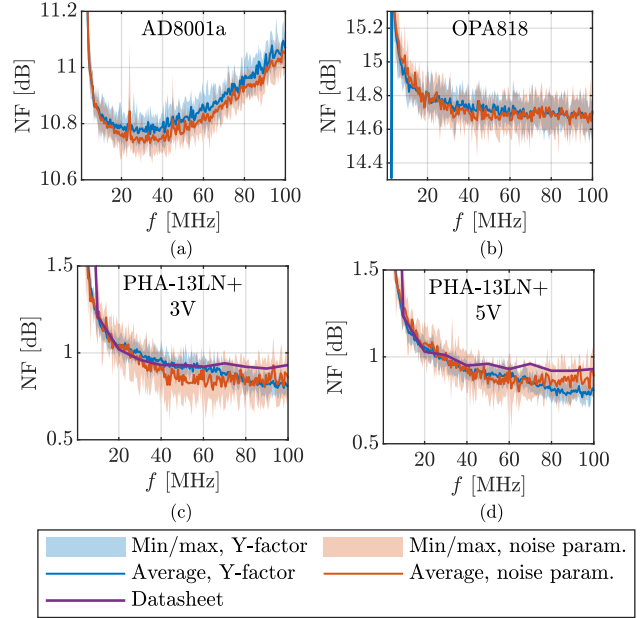 AD8001a
NF [dB]
11.2
11
10.8
10.6
20 40 60 80 100
f [MHz]
(a)
OPA818
NF [dB]
15.2
15
14.8
14.6
14.4
20 40 60 80 100
f [MHz]
(b)
PHA-13LN+
3V
NF [dB]
1.5
1
0.5
20 40 60 80 100
f [MHz]
(c)
PHA-13LN+
5V
NF [dB]
1.5
1
0.5
20 40 60 80 100
f [MHz]
(d)
Min/max, Y-factor
Min/max, noise param.
Average, Y-factor
Average, noise param.
Datasheet